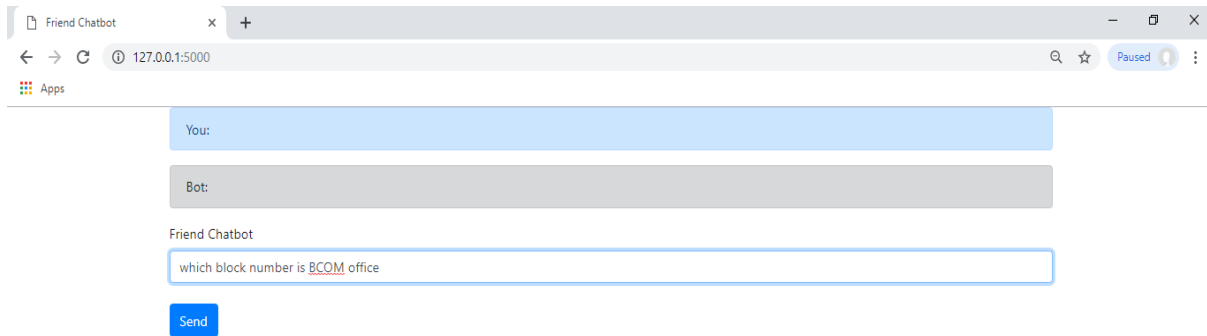 Friend Chatbot
127.0.0.1:5000
Paused
Apps
You:
Bot:
Friend Chatbot
which block number is BCOM office
Send